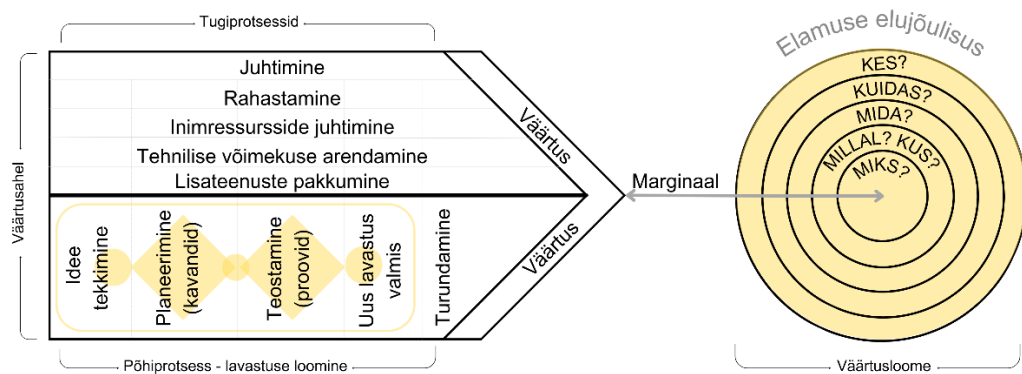 Tugiprotsessid
Väärtusahel
Juhtimine
Rahastamine
Inimressursside juhtimine
Tehnilise võimekuse arendamine
Lisateenuste pakkumine
Idee
tekkimine
Planeerimine
(kavandid)
Teostamine
(proovid)
Uus lavastus
valmis
Turundamine
Väärtus
Väärtus
Põhiprotsess - lavastuse loomine
Marginaal
Elamuse elujõulisus
KES?
KUIDAS?
MIDA?
MILLAL? KUS?
MIKS?
Väärtusloome